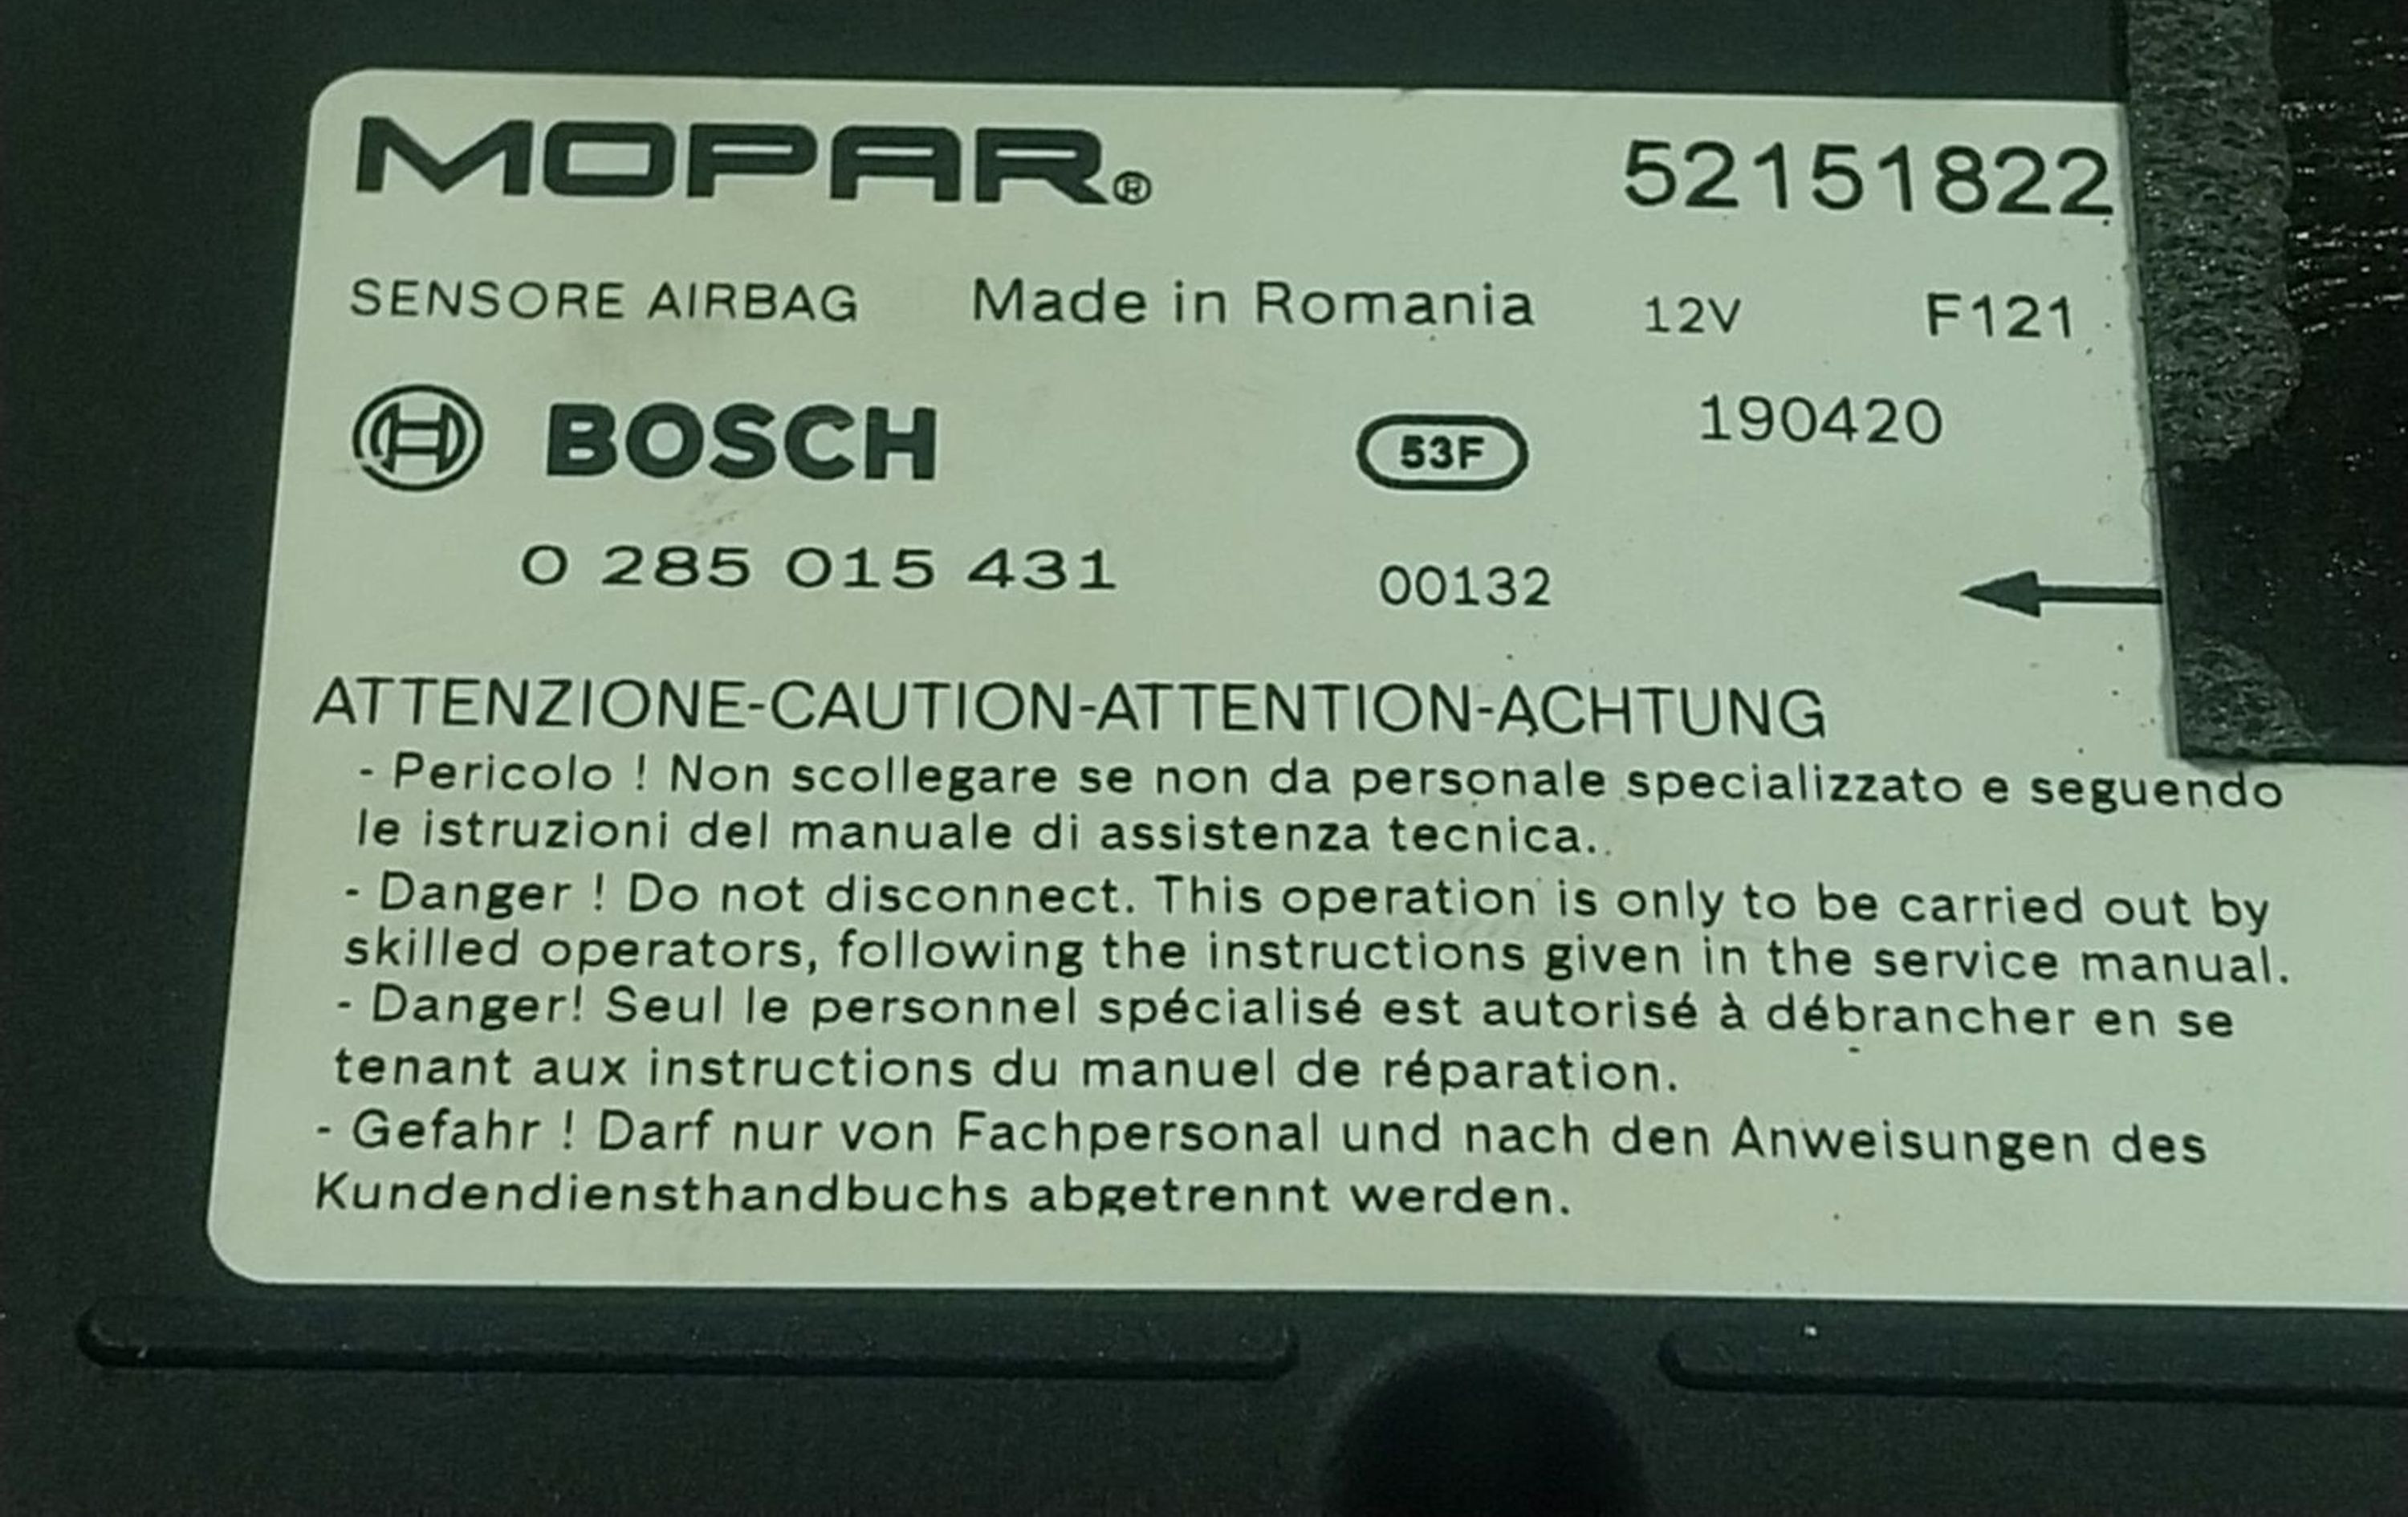 MOPAR® 52151822
SENSORE AIRBAG Made in Romania 12V F121
BOSCH 53F 190420
0 285 015 431 00132
ATTENZIONE-CAUTION-ATTENTION-ACHTUNG
- Pericolo ! Non scollegare se non da personale specializzato e seguendo
le istruzioni del manuale di assistenza tecnica.
- Danger ! Do not disconnect. This operation is only to be carried out by
skilled operators, following the instructions given in the service manual.
- Danger! Seul le personnel spécialisé est autorisé à débrancher en se
tenant aux instructions du manuel de réparation.
- Gefahr ! Darf nur von Fachpersonal und nach den Anweisungen des
Kundendiensthandbuchs abgetrennt werden.